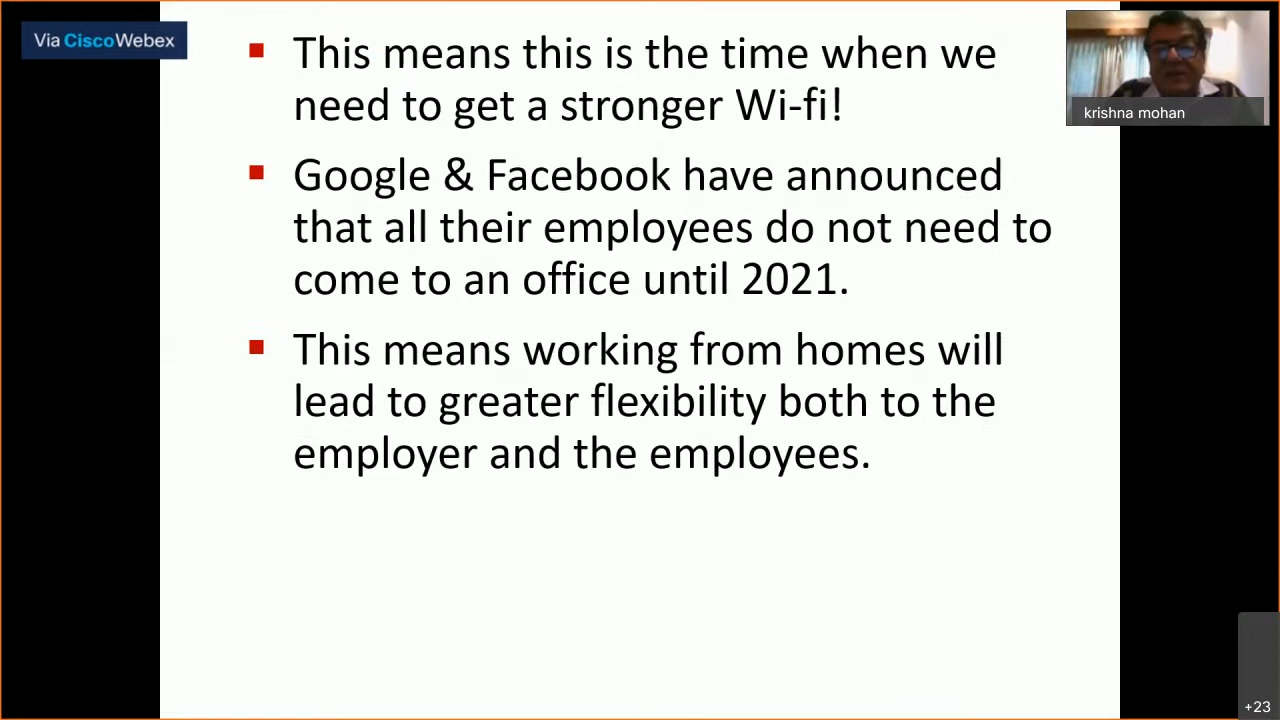 Via CiscoWebex
▪ This means this is the time when we
need to get a stronger Wi-fi!
▪ Google & Facebook have announced
that all their employees do not need to
come to an office until 2021.
▪ This means working from homes will
lead to greater flexibility both to the
employer and the employees.
krishna mohan
+23